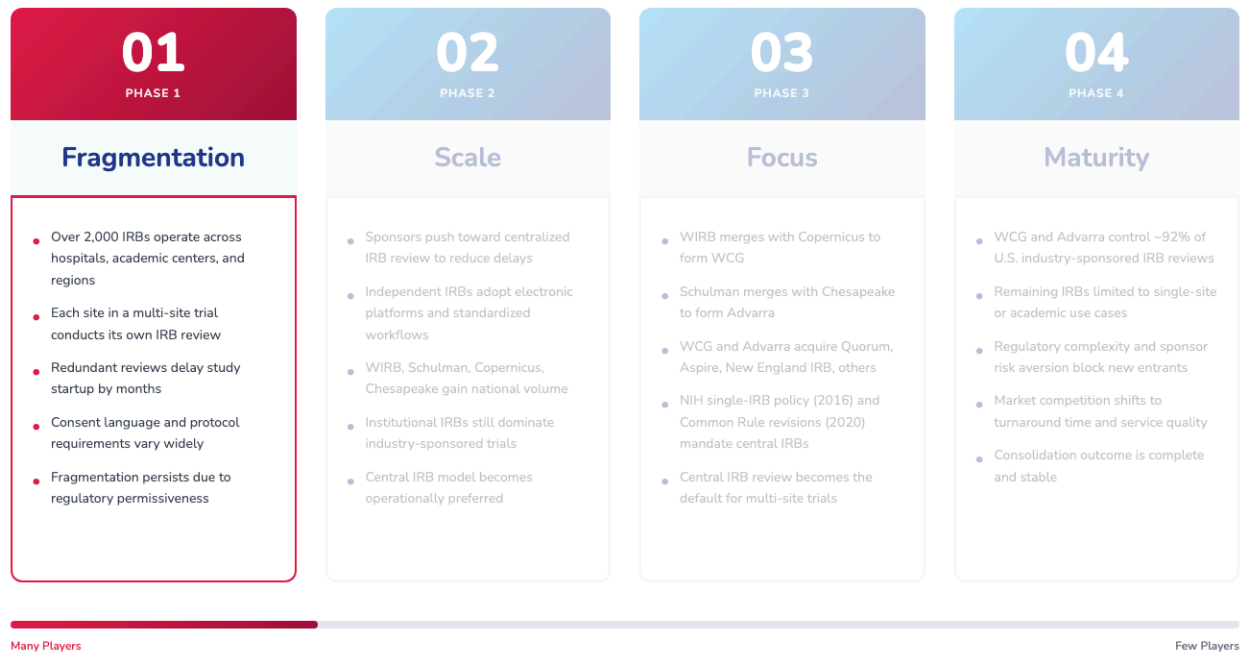 01
PHASE 1
Fragmentation
Over 2,000 IRBs operate across
hospitals, academic centers, and
regions
Each site in a multi-site trial
conducts its own IRB review
Redundant reviews delay study
startup by months
Consent language and protocol
requirements vary widely
Fragmentation persists due to
regulatory permissiveness
02
PHASE 2
Scale
Sponsors push toward centralized
IRB review to reduce delays
Independent IRBs adopt electronic
platforms and standardized
workflows
WIRB, Schulman, Copernicus,
Chesapeake gain national volume
Institutional IRBs still dominate
industry-sponsored trials
Central IRB model becomes
operationally preferred
03
PHASE 3
Focus
WIRB merges with Copernicus to
form WCG
Schulman merges with Chesapeake
to form Advarra
WCG and Advarra acquire Quorum,
Aspire, New England IRB, others
NIH single-IRB policy (2016) and
Common Rule revisions (2020)
mandate central IRBs
Central IRB review becomes the
default for multi-site trials
04
PHASE 4
Maturity
WCG and Advarra control ~92% of
U.S. industry-sponsored IRB reviews
Remaining IRBs limited to single-site
or academic use cases
Regulatory complexity and sponsor
risk aversion block new entrants
Market competition shifts to
turnaround time and service quality
Consolidation outcome is complete
and stable
Many Players
Few Players